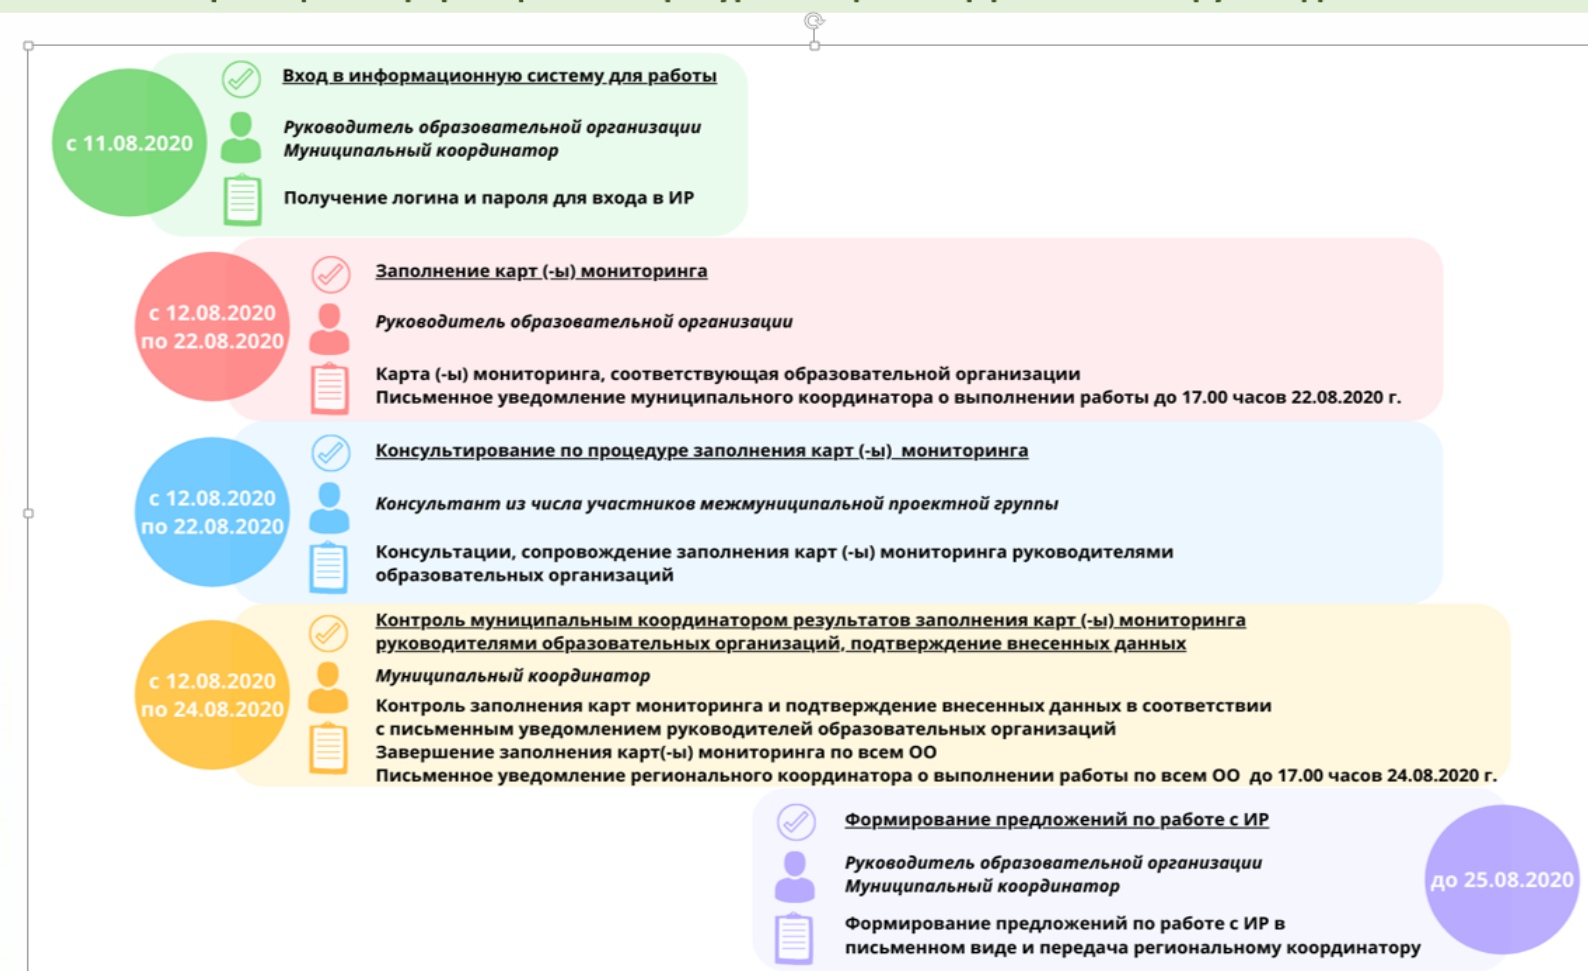 с 11.08.2020
Вход в информационную систему для работы
Руководитель образовательной организации
Муниципальный координатор
Получение логина и пароля для входа в ИР
с 12.08.2020
по 22.08.2020
Заполнение карт (-ы) мониторинга
Руководитель образовательной организации
Карта (-ы) мониторинга, соответствующая образовательной организации
Письменное уведомление муниципального координатора о выполнении работы до 17.00 часов 22.08.2020 г.
с 12.08.2020
по 22.08.2020
Консультирование по процедуре заполнения карт (-ы) мониторинга
Консультант из числа участников межмуниципальной проектной группы
Консультации, сопровождение заполнения карт (-ы) мониторинга руководителями
образовательных организаций
с 12.08.2020
по 24.08.2020
Контроль муниципальным координатором результатов заполнения карт (-ы) мониторинга
руководителями образовательных организаций, подтверждение внесенных данных
Муниципальный координатор
Контроль заполнения карт мониторинга и подтверждение внесенных данных в соответствии
с письменным уведомлением руководителей образовательных организаций
Завершение заполнения карт(-ы) мониторинга по всем ОО
Письменное уведомление регионального координатора о выполнении работы по всем ОО до 17.00 часов 24.08.2020 г.
Формирование предложений по работе с ИР
Руководитель образовательной организации
Муниципальный координатор
Формирование предложений по работе с ИР в
письменном виде и передача региональному координатору
до 25.08.2020